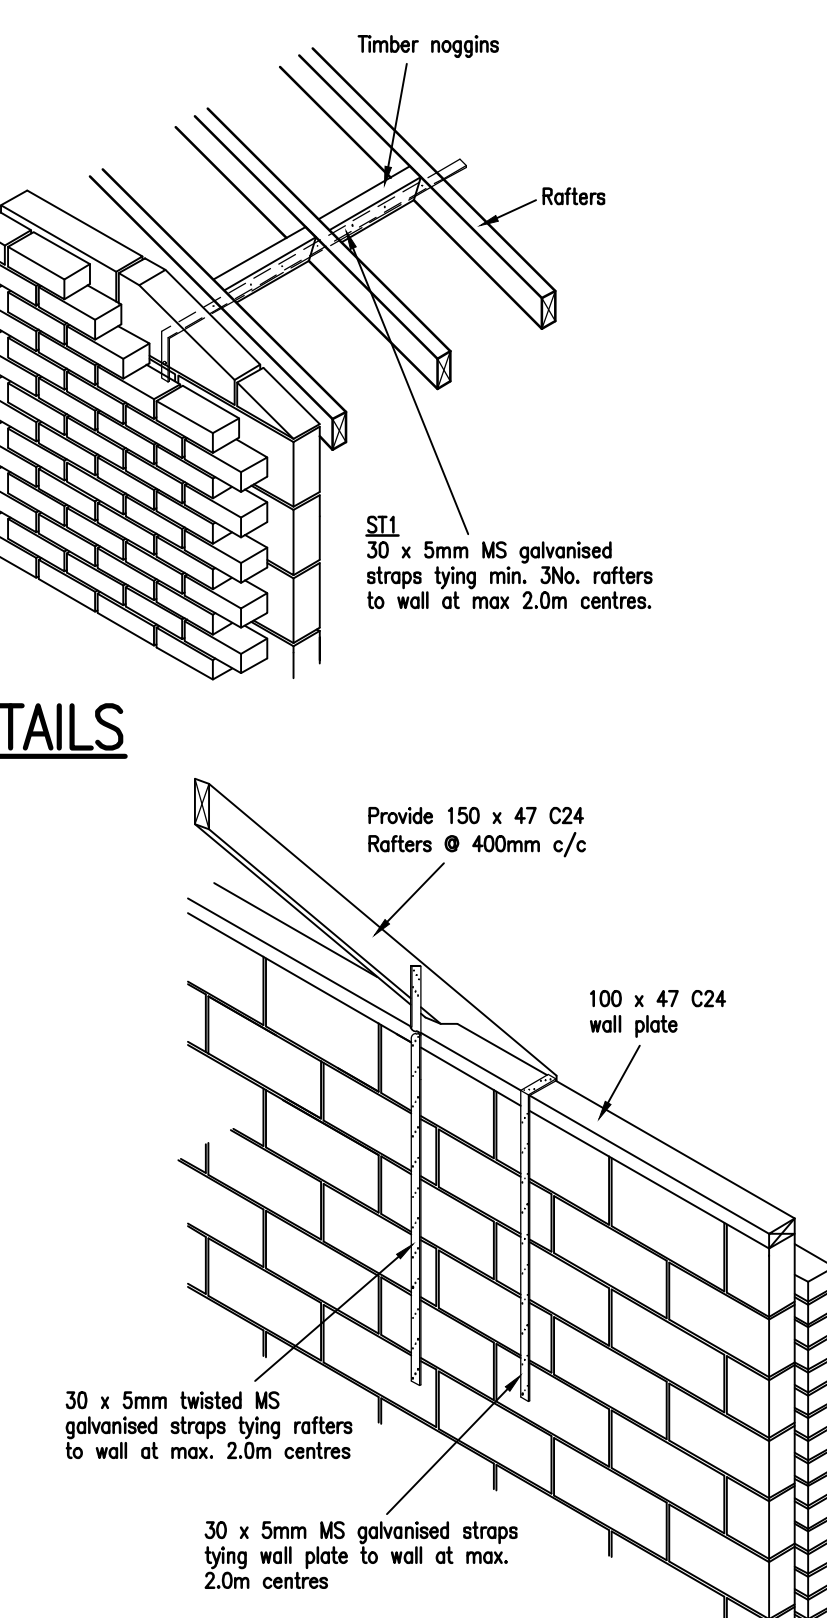 Timber noggins
Rafters
ST1
30 x 5mm MS galvanised
straps tying min. 3No. rafters
to wall at max 2.0m centres.
TAILS
Provide 150 x 47 C24
Rafters @ 400mm c/c
100 x 47 C24
wall plate
30 x 5mm twisted MS
galvanised straps tying rafters
to wall at max. 2.0m centres
30 x 5mm MS galvanised straps
tying wall plate to wall at max.
2.0m centres